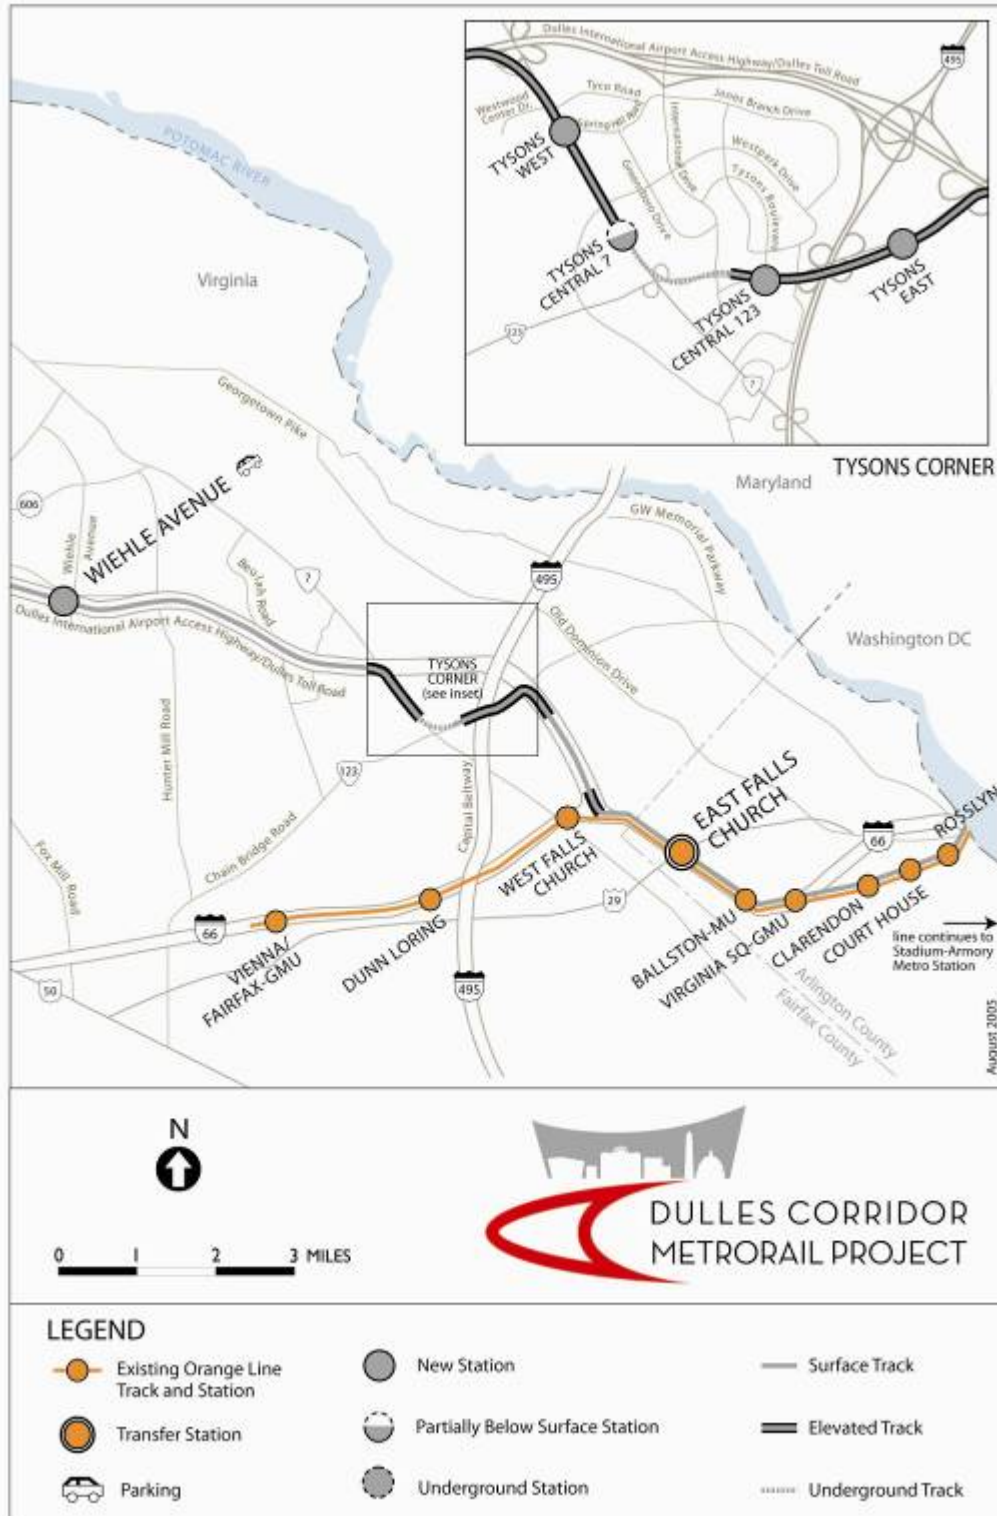 Dulles International Airport Access Highway/Dulles Toll Road
495
Tyco Road
Jones Branch Drive
Westwood
Center Dr.
Spring Hill Road
International Drive
Westpark Drive
TYSONS
WEST
Greensboro Drive
Tysons Boulevard
TYSONS
CENTRAL 7
TYSONS
EAST
TYSONS
CENTRAL 123
123
7
TYSONS CORNER
POTOMAC RIVER
Virginia
Georgetown Pike
Maryland
WIEHLE AVENUE
606
Wiehle
Avenue
GW Memorial
Parkway
7
495
Beulah
Road
Old Dominion Drive
Washington DC
Dulles International Airport Access Highway/Dulles Toll Road
TYSONS
CORNER
(see inset)
Hunter Mill Road
123
Capital Beltway
EAST FALLS
CHURCH
ROSSLYN
66
Chain Bridge Road
Fox Mill
Road
WEST FALLS
CHURCH
29
66
VIENNA/
FAIRFAX-GMU
DUNN LORING
BALLSTON-MU
VIRGINIA SQ-GMU
CLARENDON
COURT HOUSE
line continues to
Stadium-Armory
Metro Station
50
495
Arlington County
Fairfax County
August 2005
N
0 1 2 3 MILES
DULLES CORRIDOR
METRORAIL PROJECT
LEGEND
Existing Orange Line
Track and Station
Transfer Station
Parking
New Station
Partially Below Surface Station
Underground Station
Surface Track
Elevated Track
Underground Track